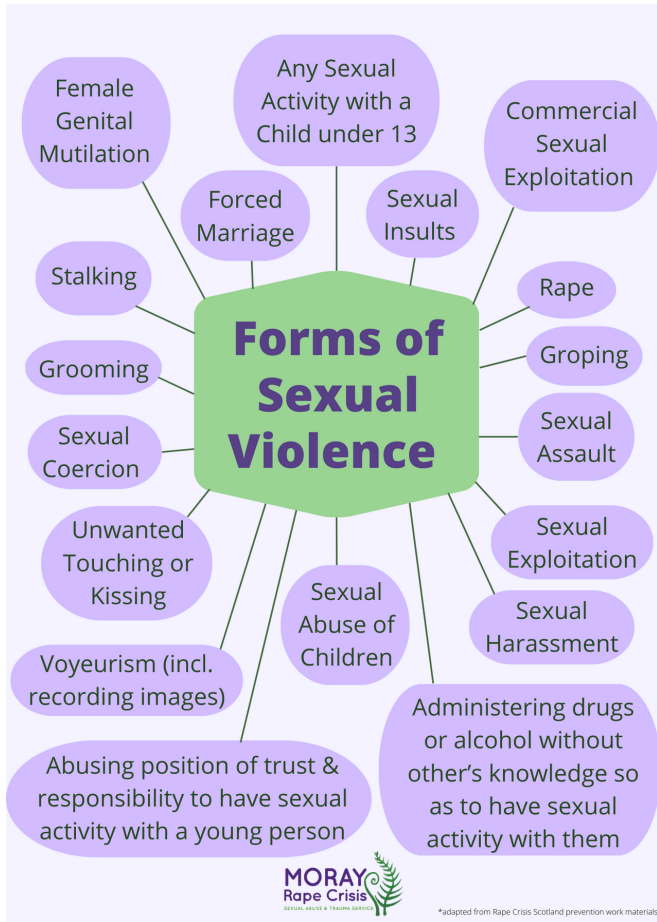 Any Sexual
Activity with a
Child under 13
Female
Genital
Mutilation
Commercial
Sexual
Exploitation
Forced
Marriage
Sexual
Insults
Stalking
Rape
Forms of
Sexual
Violence
Grooming
Groping
Sexual
Coercion
Sexual
Assault
Unwanted
Touching or
Kissing
Sexual
Exploitation
Sexual
Abuse of
Children
Sexual
Harassment
Voyeurism (incl.
recording images)
Administering drugs
or alcohol without
other's knowledge so
as to have sexual
activity with them
Abusing position of trust &
responsibility to have sexual
activity with a young person
MORAY
Rape Crisis
SEXUAL ABUSE & TRAUMA SERVICE
*adapted from Rape Crisis Scotland prevention work materials